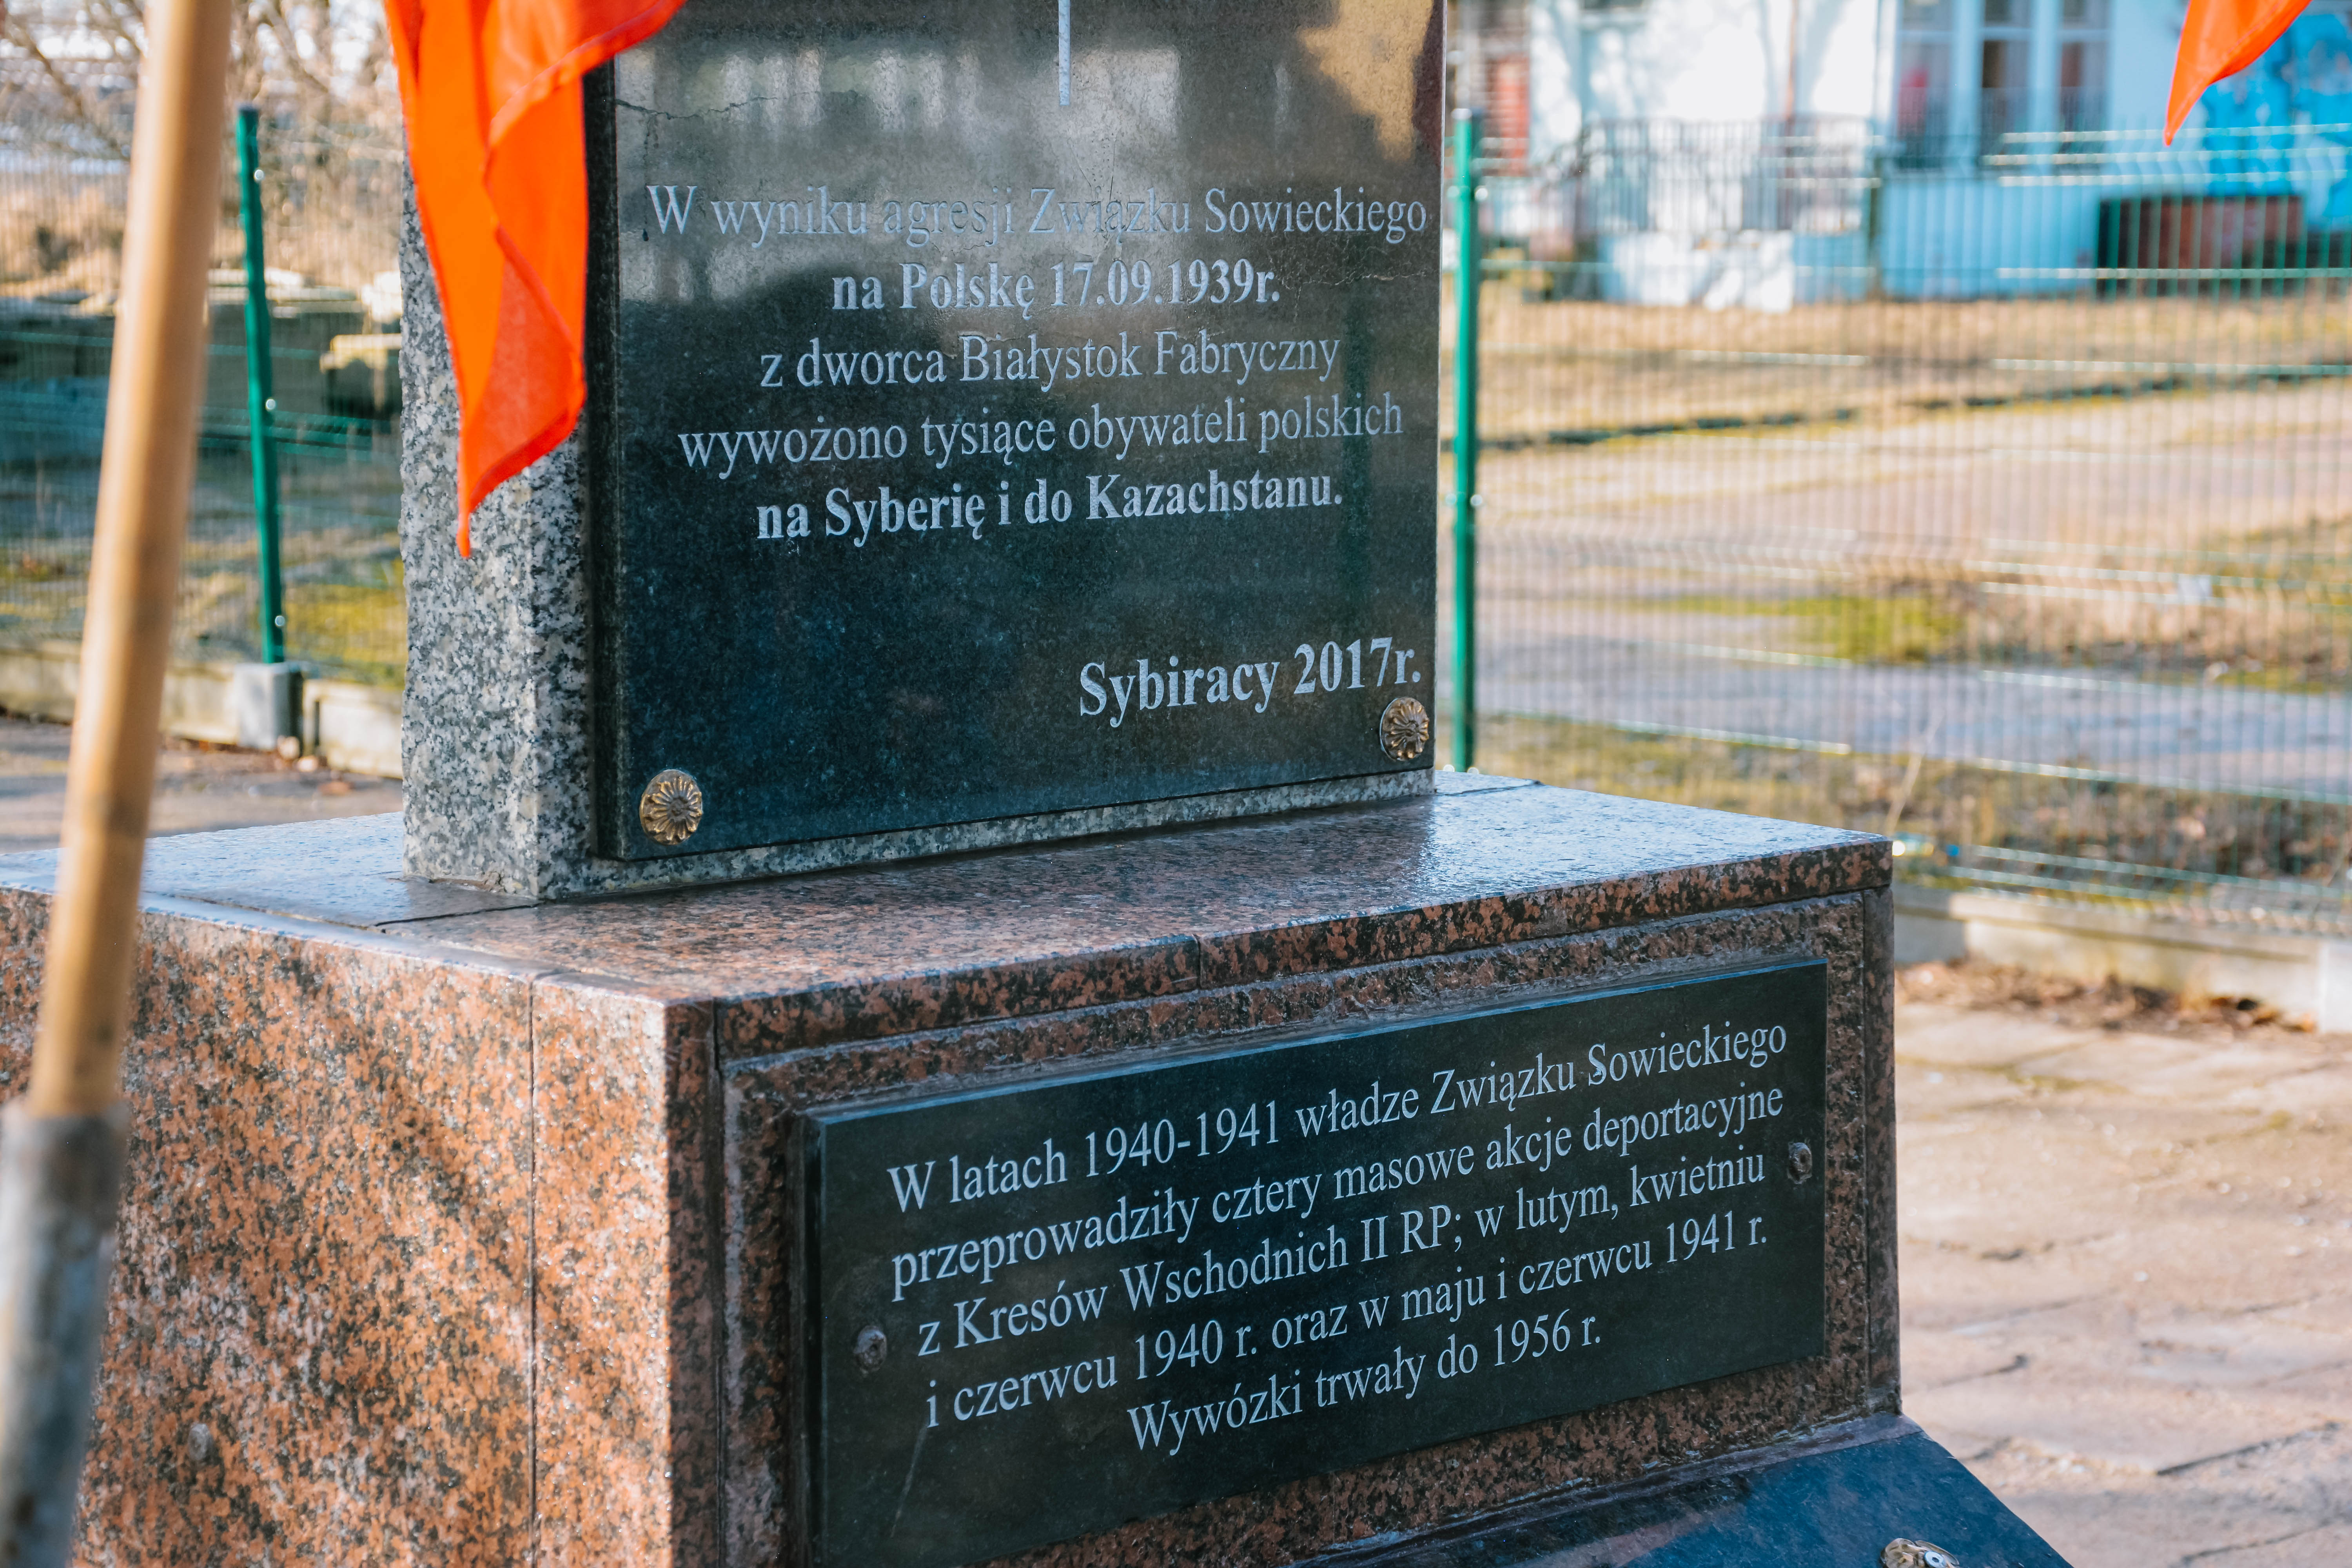 W wyniku agresji Związku Sowieckiego
na Polskę 17.09.1939r.
z dworca Białystok Fabryczny
wywożono tysiące obywateli polskich
na Syberię i do Kazachstanu.
Sybiracy 2017r.
W latach 1940-1941 władze Związku Sowieckiego
przeprowadziły cztery masowe akcje deportacyjne
z Kresów Wschodnich II RP; w lutym, kwietniu
i czerwcu 1940 r. oraz w maju i czerwcu 1941 r.
Wywózki trwały do 1956 r.